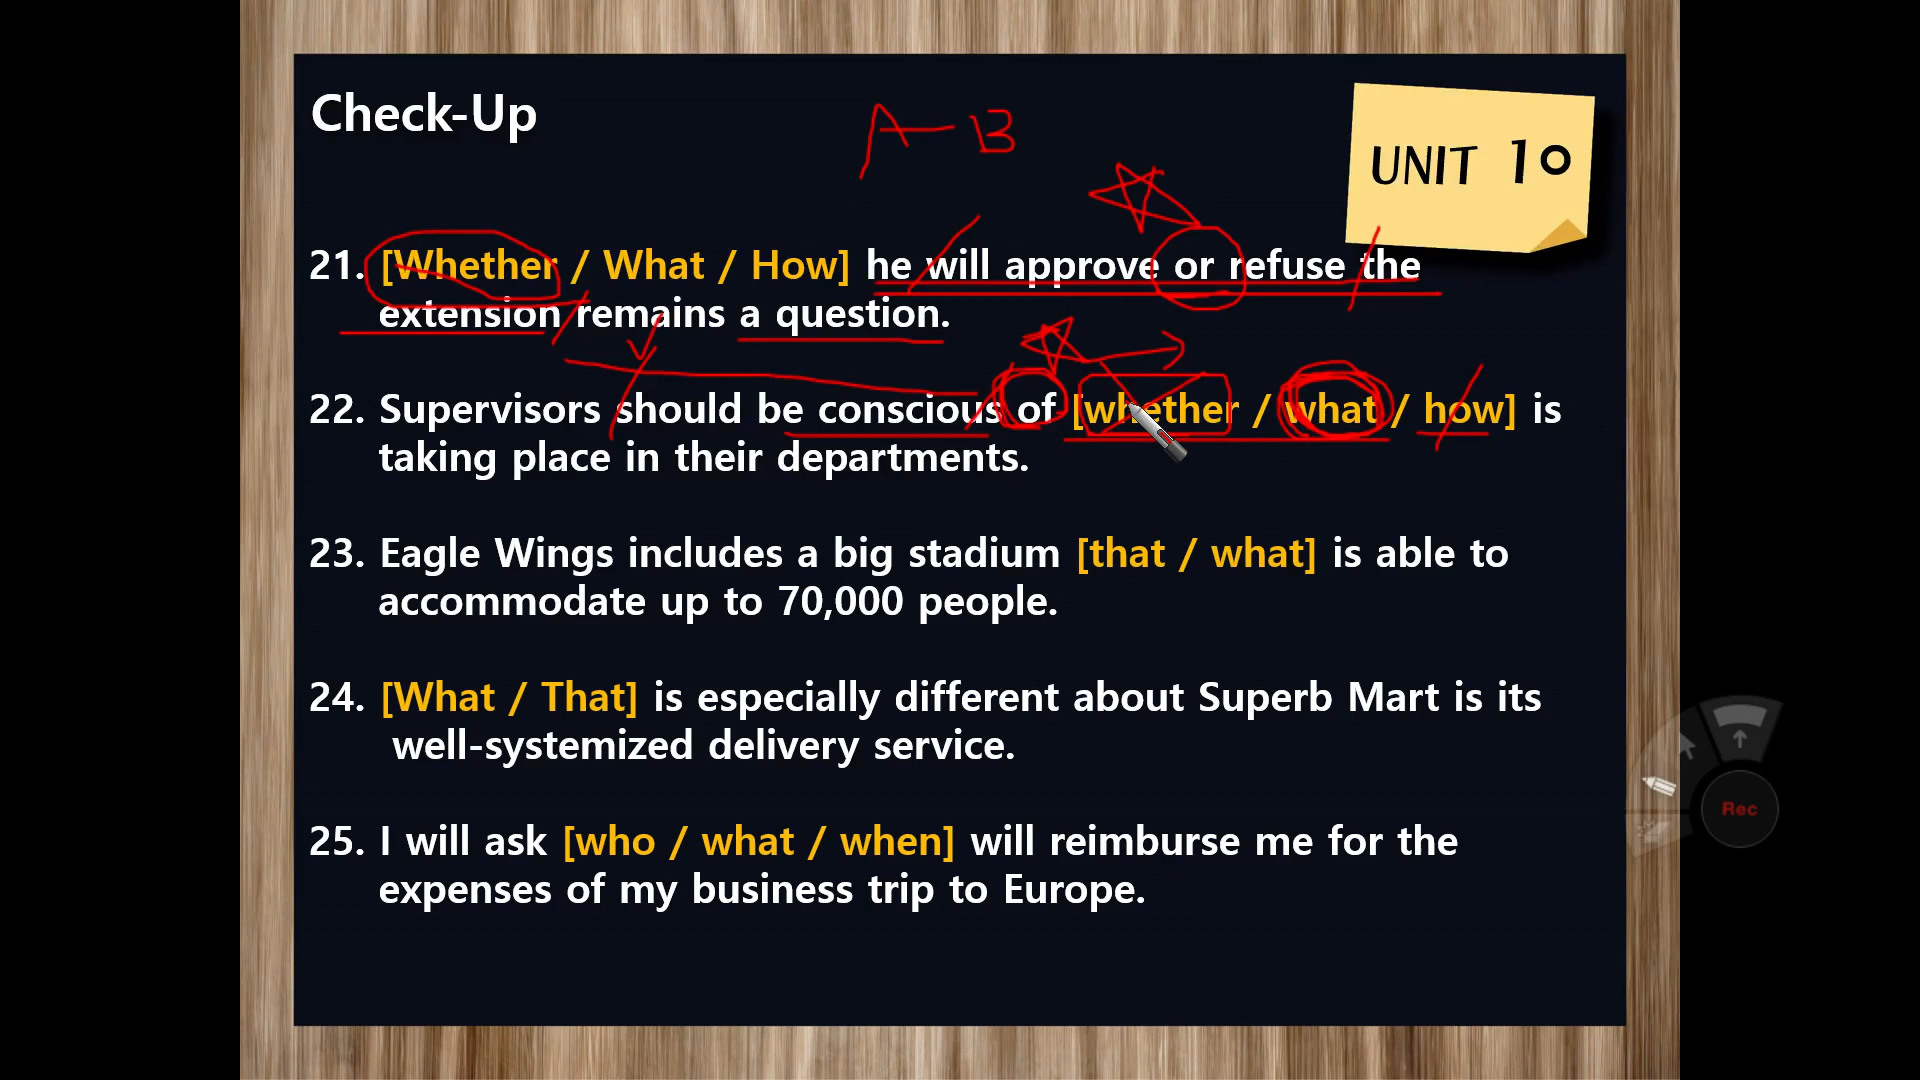 Check-Up
A-B
UNIT 10
21. [Whether / What / How] he will approve or refuse the
extension remains a question.
22. Supervisors should be conscious of [whether / what / how] is
taking place in their departments.
23. Eagle Wings includes a big stadium [that / what] is able to
accommodate up to 70,000 people.
24. [What / That] is especially different about Superb Mart is its
well-systemized delivery service.
25. I will ask [who / what / when] will reimburse me for the
expenses of my business trip to Europe.
Rec